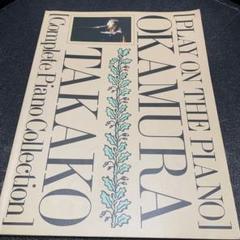 [PLAY ON THE PIANO]
OKAMURA
TAKAKO
[Complete Piano Collection]